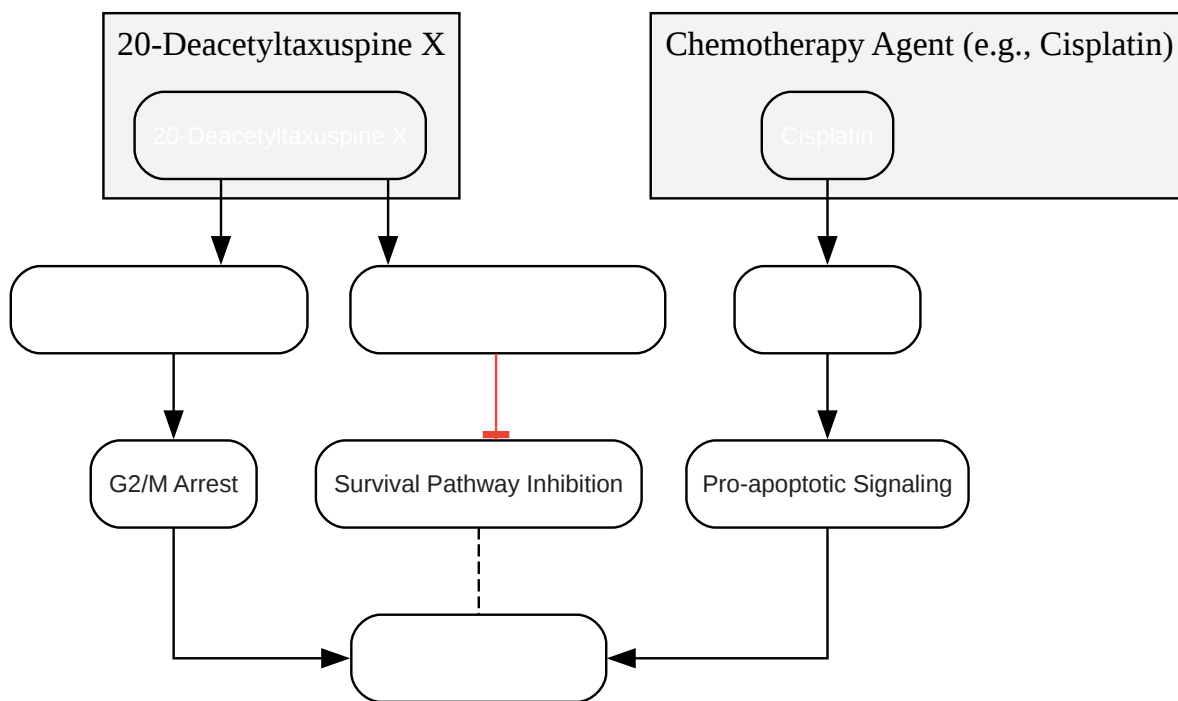 20-Deacetyltaxuspine X
Chemotherapy Agent (e.g., Cisplatin)
20-Deacetyltaxuspine X
Cisplatin
G2/M Arrest
Survival Pathway Inhibition
Pro-apoptotic Signaling